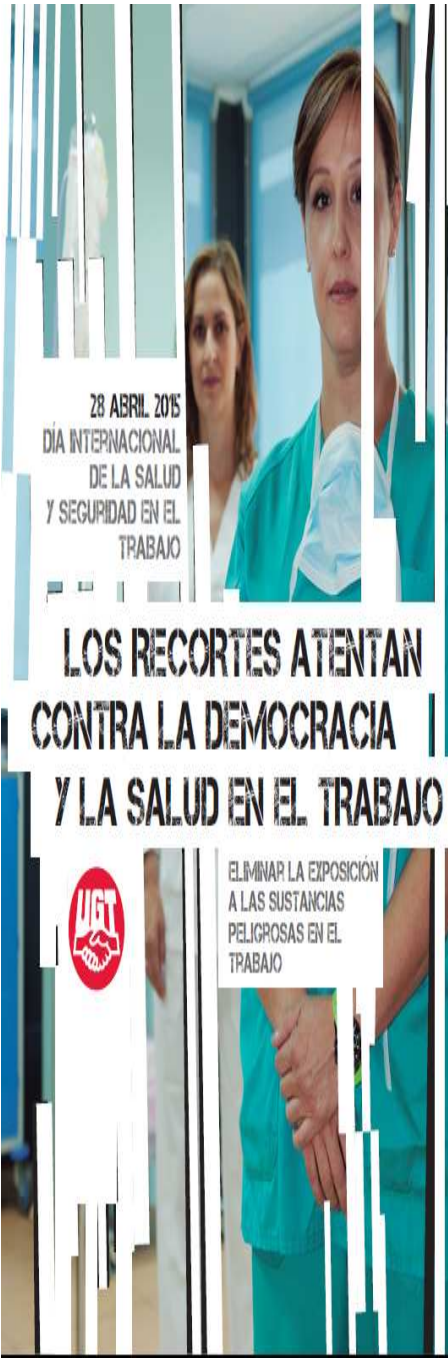 28 ABRIL 2015
DÍA INTERNACIONAL
DE LA SALUD
Y SEGURIDAD EN EL
TRABAJO
LOS RECORTES ATENTAN
CONTRA LA DEMOCRACIA
Y LA SALUD EN EL TRABAJO
UGT
ELIMINAR LA EXPOSICIÓN
A LAS SUSTANCIAS
PELIGROSAS EN EL
TRABAJO